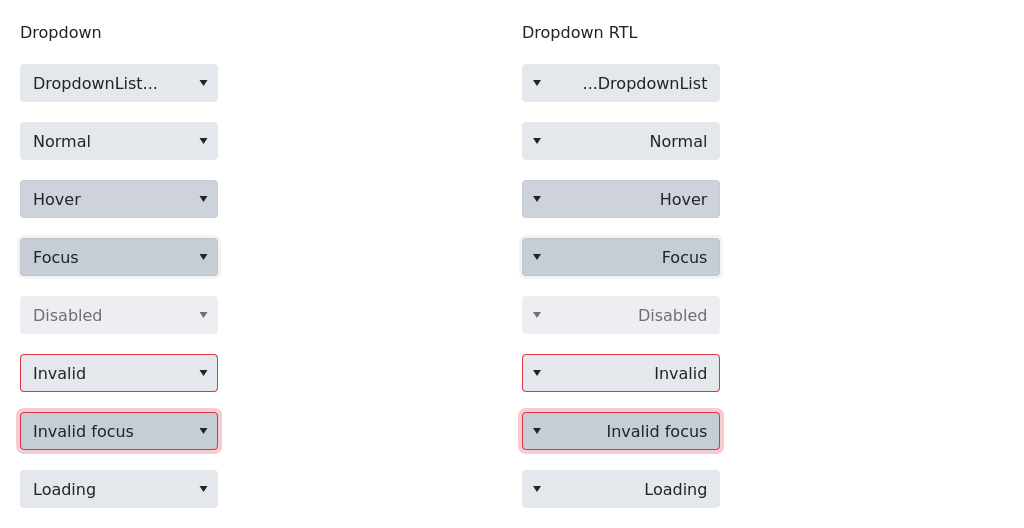 Dropdown
DropdownList...
Normal
Hover
Focus
Disabled
Invalid
Invalid focus
Loading
Dropdown RTL
...DropdownList
Normal
Hover
Focus
Disabled
Invalid
Invalid focus
Loading